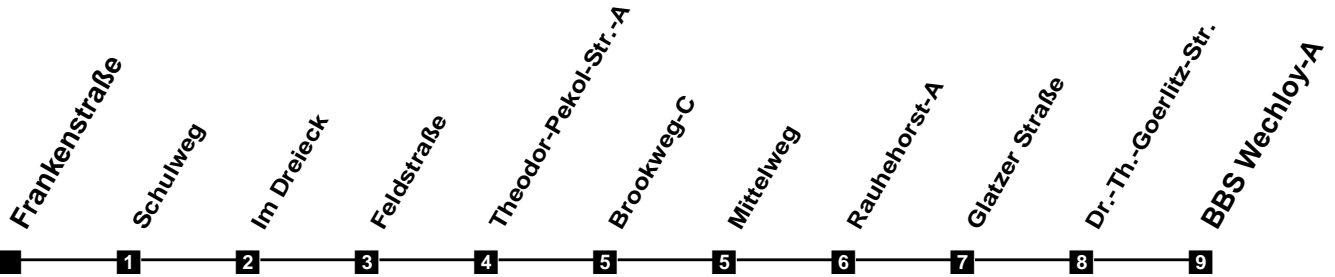 Frankenstraße
Schulweg
Im Dreieck
Feldstraße
Theodor-Pekol-Str.-A
Brookweg-C
Mittelweg
Rauhehorst-A
Glatzer Straße
Dr.-Th.-Goerlitz-Str.
BBS Wechloy-A
1 2 3 4 5 5 6 7 8 9